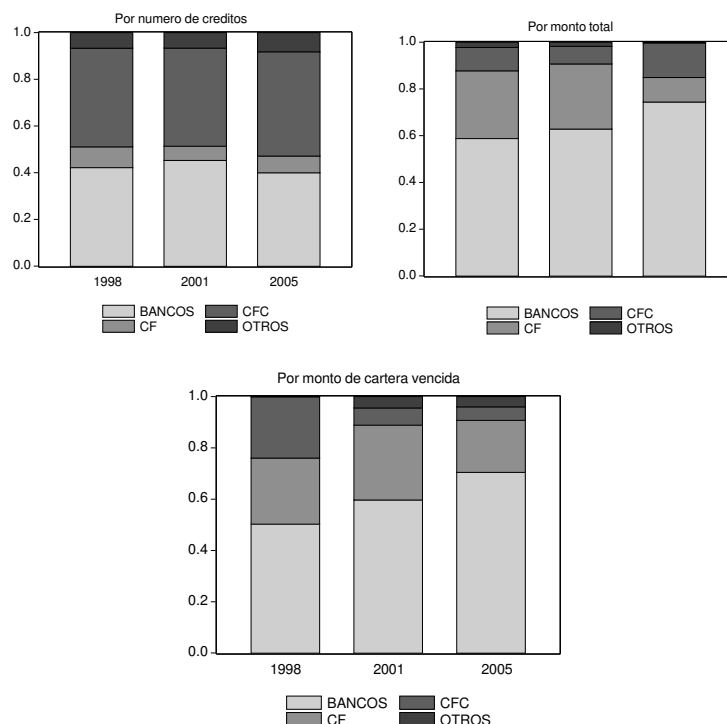 Por numero de creditos
1.0
0.8
0.6
0.4
0.2
0.0
1998 2001 2005
BANCOS CFC
CF OTROS
Por monto total
1.0
0.8
0.6
0.4
0.2
0.0
BANCOS CFC
CF OTROS
Por monto de cartera vencida
1.0
0.8
0.6
0.4
0.2
0.0
1998 2001 2005
BANCOS CFC
CF OTROS